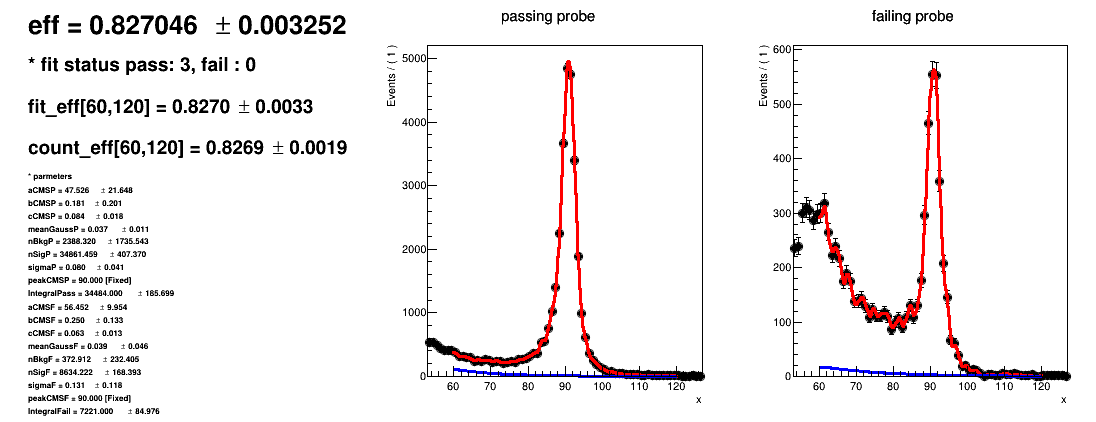 eff = 0.827046 ± 0.003252
* fit status pass: 3, fail : 0
fit_eff[60,120] = 0.8270 ± 0.0033
count_eff[60,120] = 0.8269 ± 0.0019
* parmeters
aCMSP = 47.526 ± 21.648
bCMSP = 0.181 ± 0.201
cCMSP = 0.084 ± 0.018
meanGaussP = 0.037 ± 0.011
nBkgP = 2388.320 ± 1735.543
nSigP = 34861.459 ± 407.370
sigmaP = 0.080 ± 0.041
peakCMSP = 90.000 [Fixed]
IntegralPass = 34484.000 ± 185.699
aCMSF = 56.452 ± 9.954
bCMSF = 0.250 ± 0.133
cCMSF = 0.063 ± 0.013
meanGaussF = 0.039 ± 0.046
nBkgF = 372.912 ± 232.405
nSigF = 8634.222 ± 168.393
sigmaF = 0.131 ± 0.118
peakCMSF = 90.000 [Fixed]
IntegralFail = 7221.000 ± 84.976
passing probe
Events / ( 1 )
5000
4000
3000
2000
1000
0
60 70 80 90 100 110 120
x
failing probe
Events / ( 1 )
600
500
400
300
200
100
0
60 70 80 90 100 110 120
x